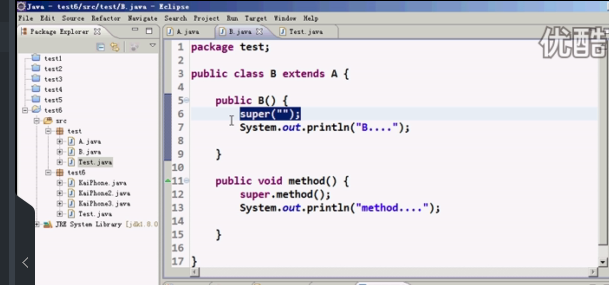 Java - test6/src/test/B.java - Eclipse
File Edit Source Refactor Navigate Search Project Run Target Window Help
Package Explorer
A.java B.java Test.java
test1
test2
test3
test4
test5
test6
src
test
A.java
B.java
Test.java
test6
KaiPhone.java
KaiPhone2.java
KaiPhone3.java
Test.java
JRE System Library [jdk1.8.0
1 package test;
2
3 public class B extends A {
4
5 public B() {
6 super("");
7 System.out.println("B....");
8
9 }
10
11 public void method() {
12 super.method();
13 System.out.println("method....");
14
15 }
16
17 }
优酷